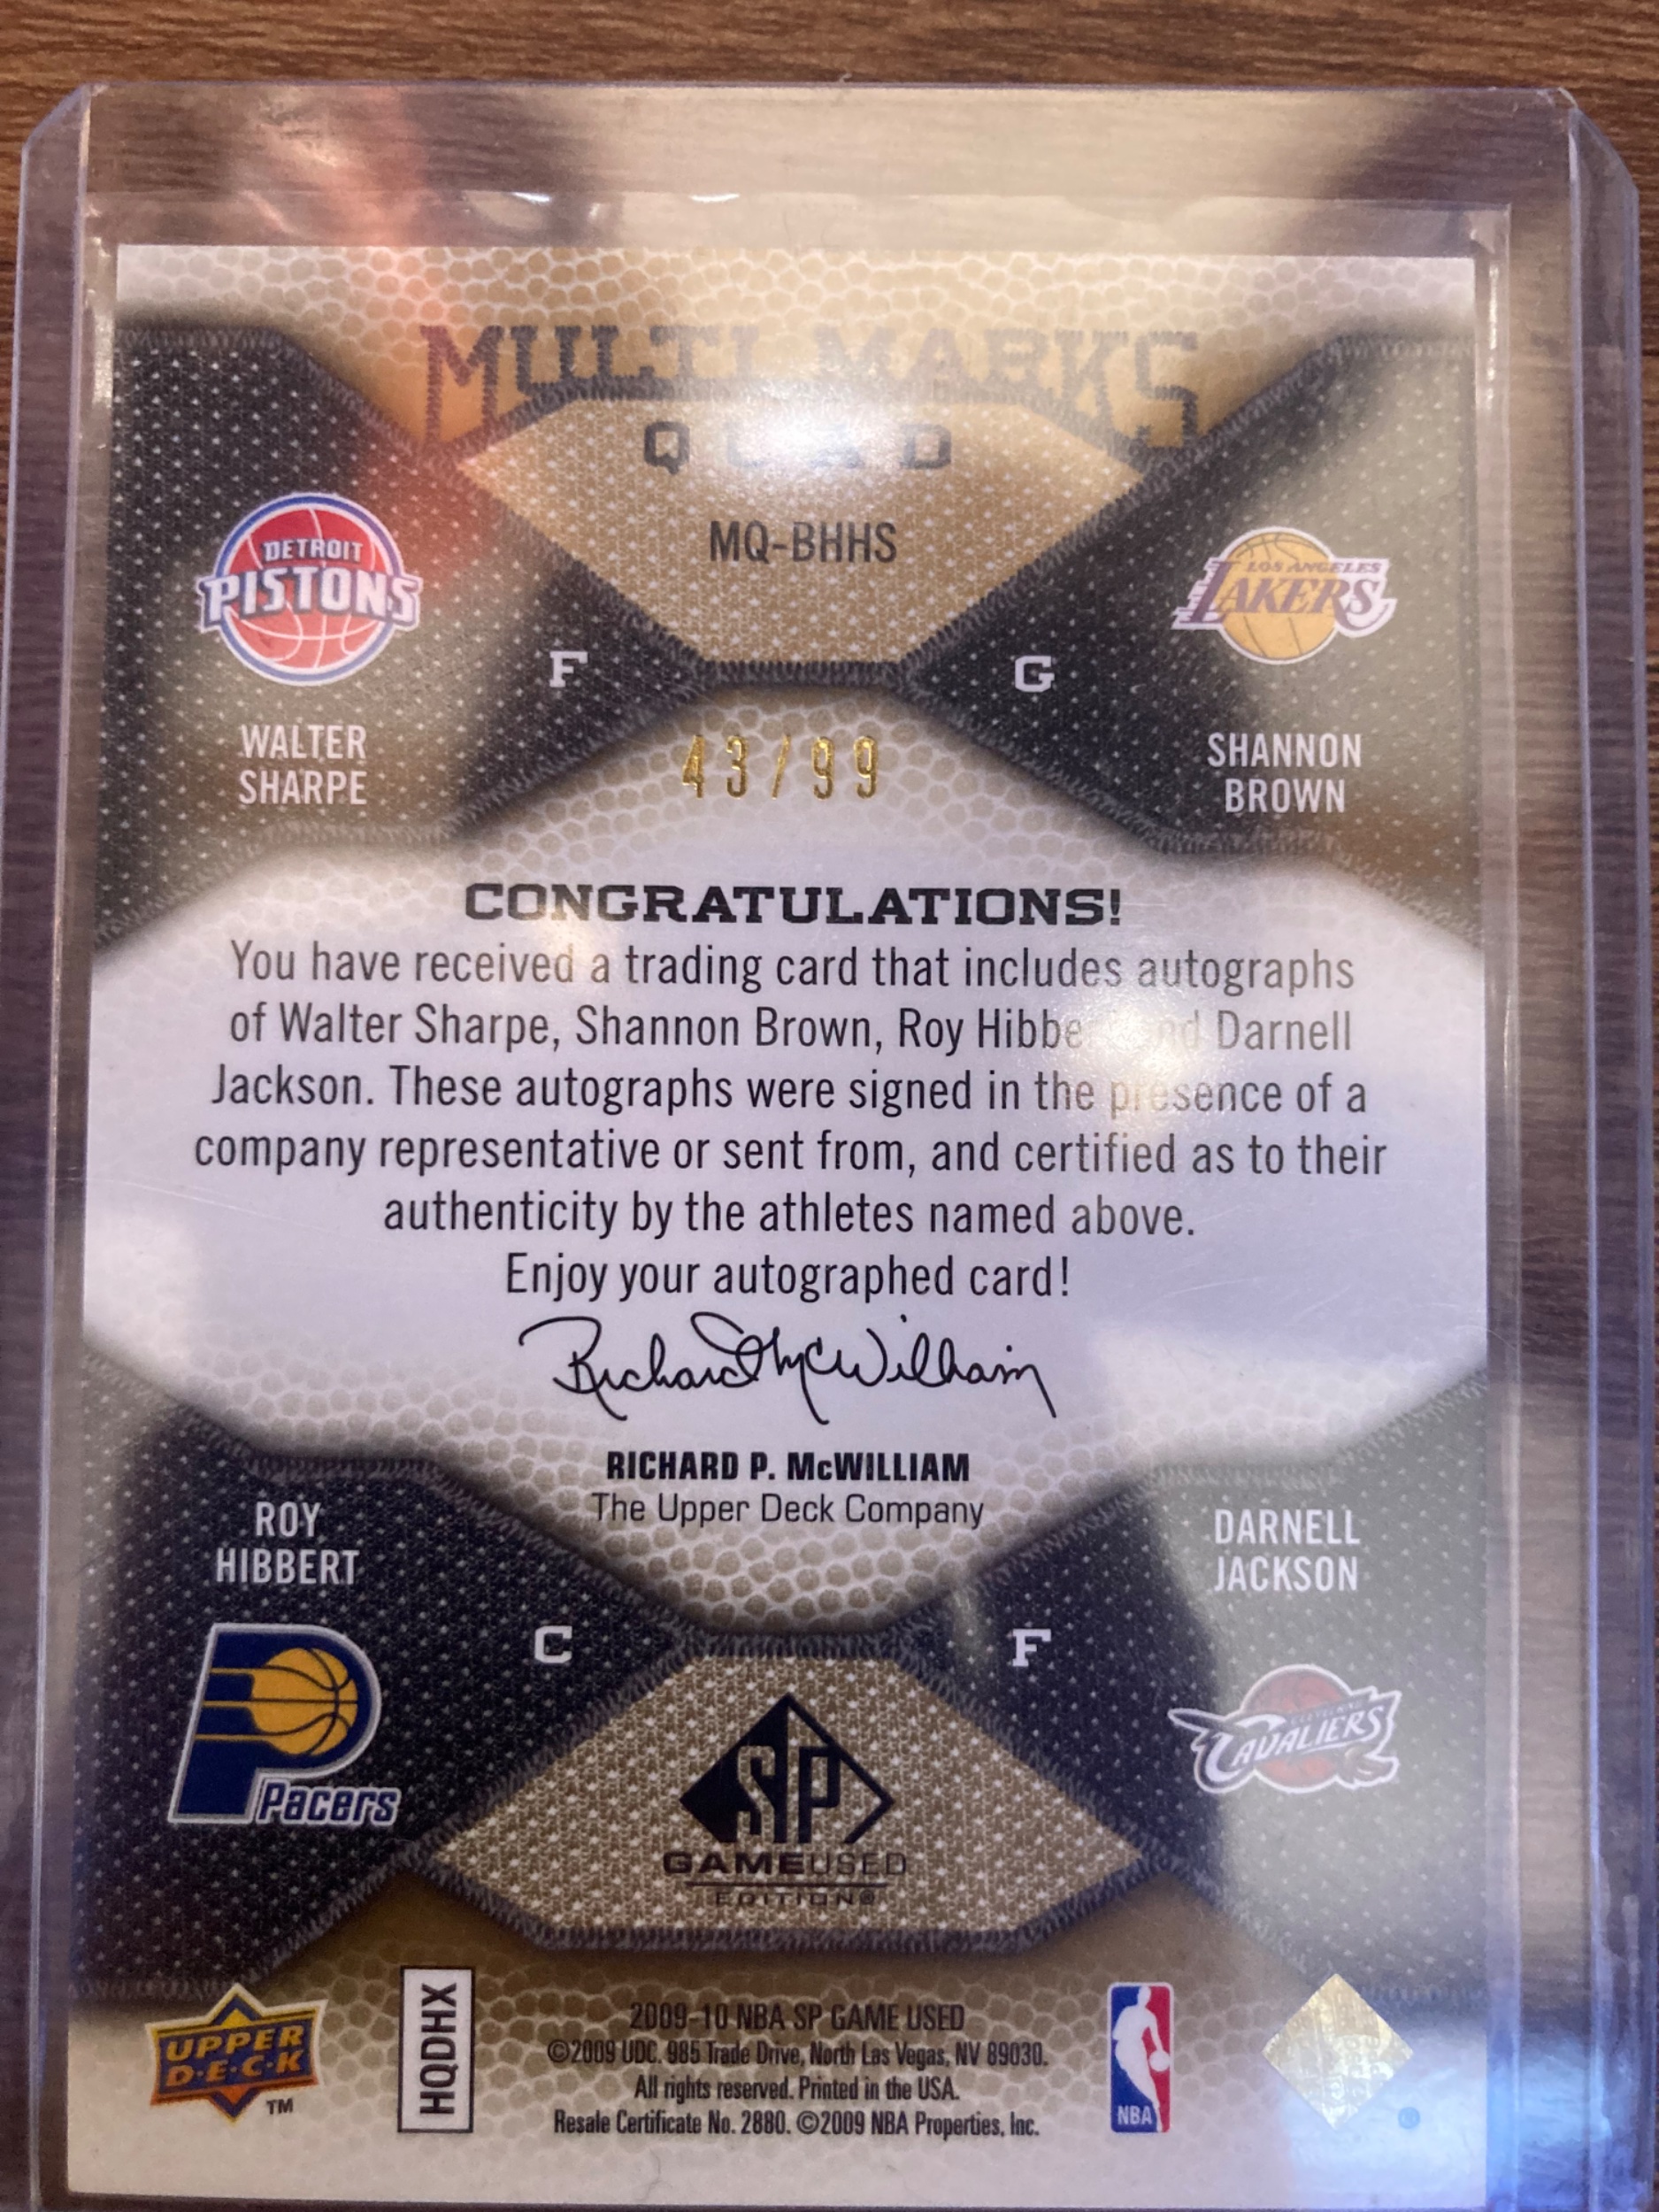 MULTI MARKS
QUAD
MQ-BHHS
DETROIT
PISTONS
LOS ANGELES
LAKERS
F
G
WALTER
SHARPE
SHANNON
BROWN
43/99
CONGRATULATIONS!
You have received a trading card that includes autographs
of Walter Sharpe, Shannon Brown, Roy Hibbe Darnell
Jackson. These autographs were signed in the presence of a
company representative or sent from, and certified as to their
authenticity by the athletes named above.
Enjoy your autographed card!
Richard McWilliam
RICHARD P. McWILLIAM
The Upper Deck Company
ROY
HIBBERT
DARNELL
JACKSON
C
F
Pacers
CLEVELAND
CAVALIERS
SP
GAMEUSED
EDITION®
UPPER
D·E·C·K
TM
HQDHX
2009-10 NBA SP GAME USED
©2009 UDC. 985 Trade Drive, North Las Vegas, NV 89030.
All rights reserved. Printed in the USA.
Resale Certificate No. 2880. ©2009 NBA Properties, Inc.
NBA